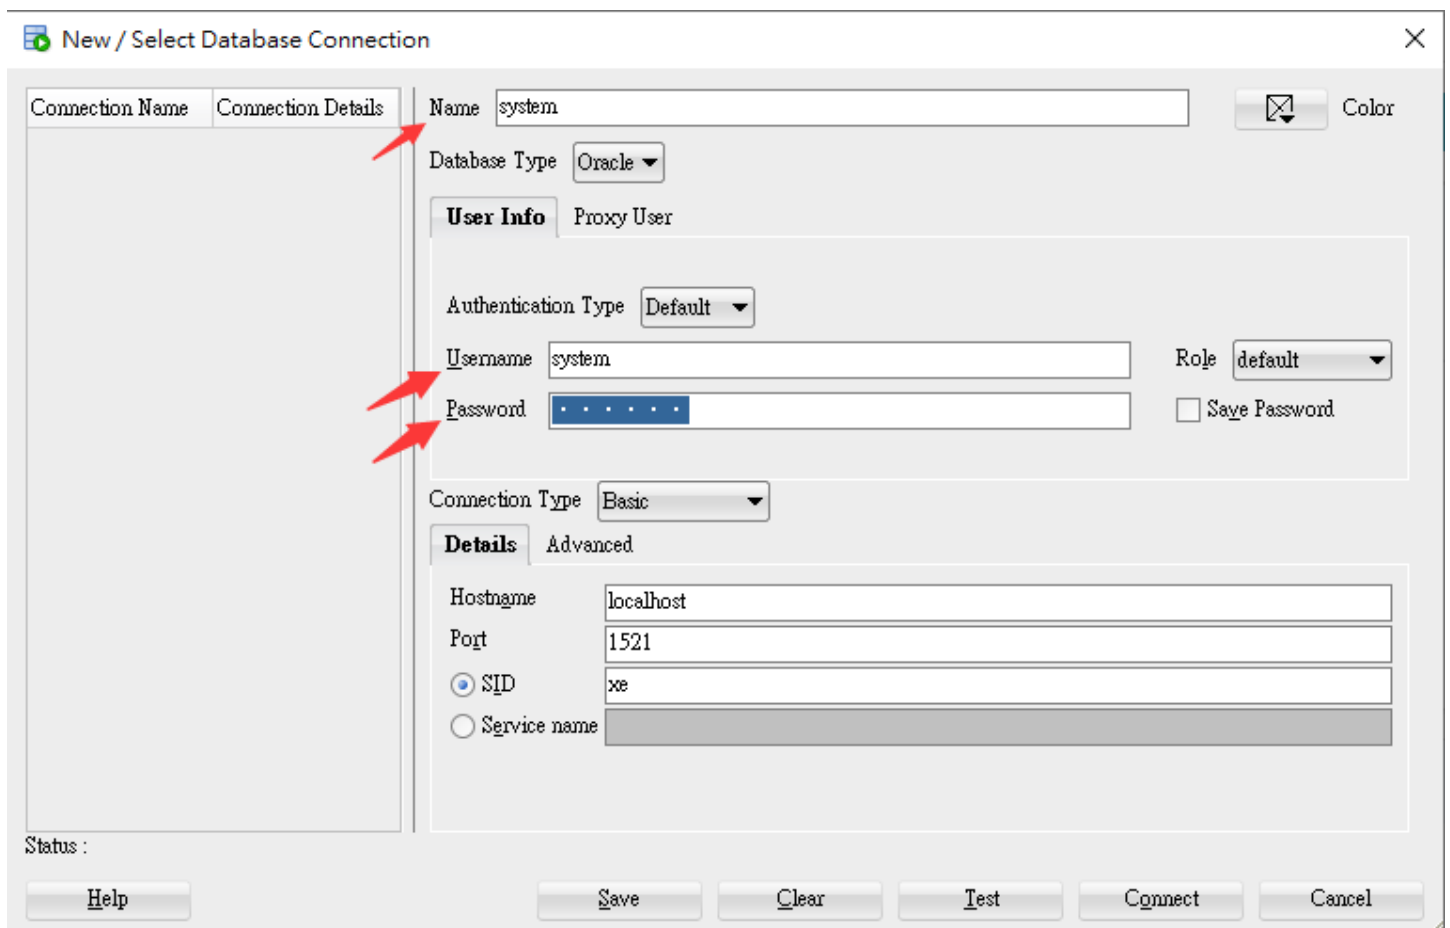 New / Select Database Connection
Connection Name Connection Details
Name system Color
Database Type Oracle
User Info Proxy User
Authentication Type Default
Username system Role default
Password Save Password
Connection Type Basic
Details Advanced
Hostname localhost
Port 1521
SID xe
Service name
Status :
Help Save Clear Test Connect Cancel